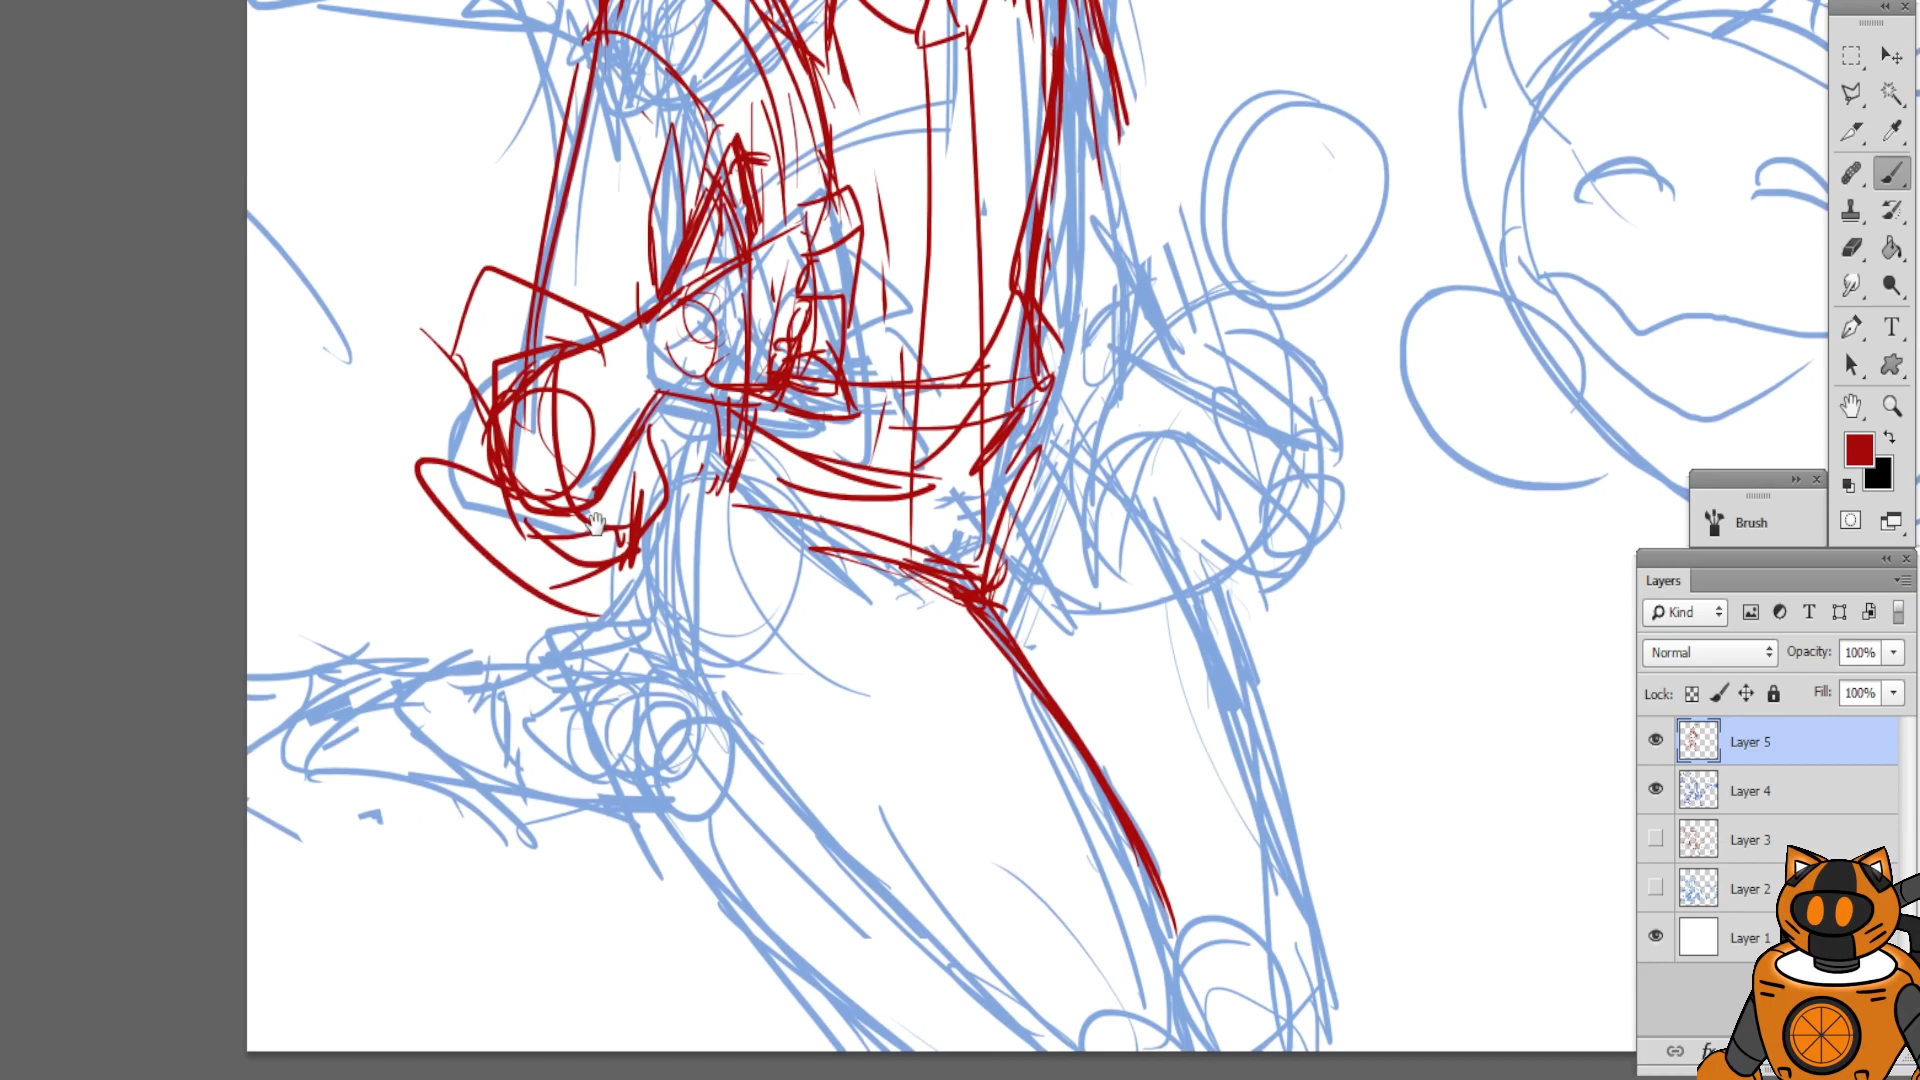 Brush
Layers
Kind
Normal
Opacity: 100%
Lock:
Fill: 100%
Layer 5
Layer 4
Layer 3
Layer 2
Layer 1